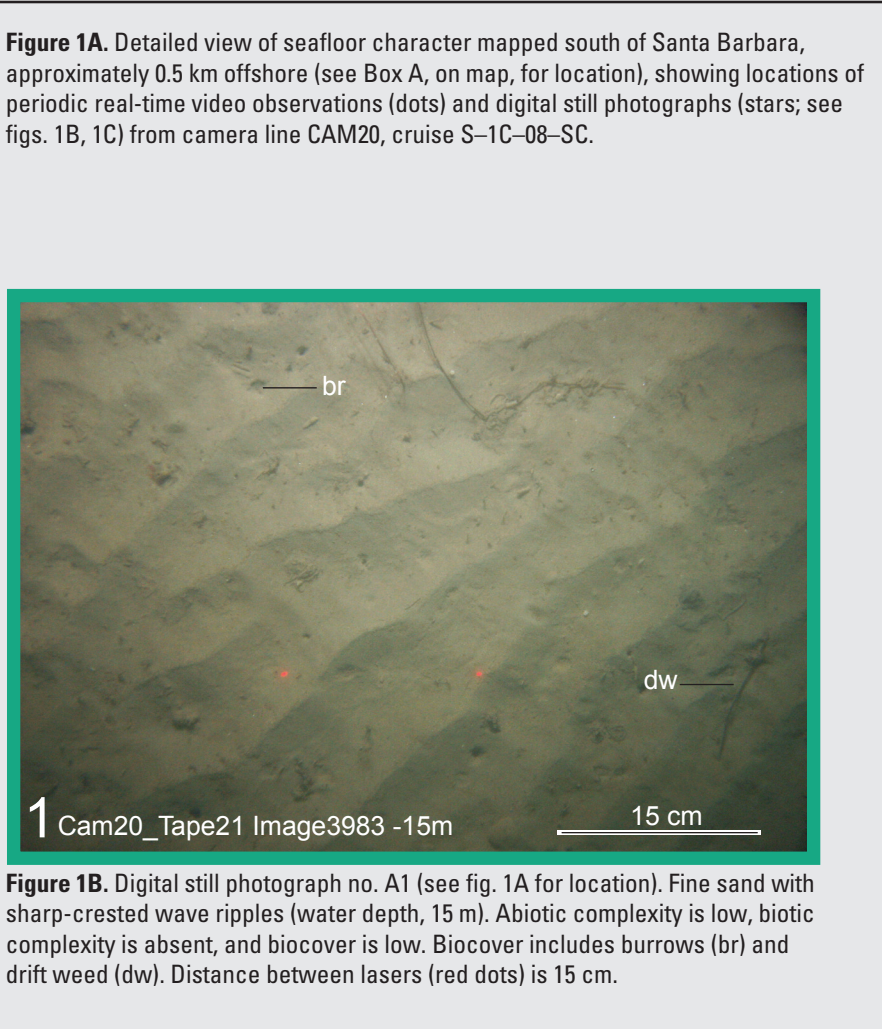 Figure 1A. Detailed view of seafloor character mapped south of Santa Barbara,
approximately 0.5 km offshore (see Box A, on map, for location), showing locations of
periodic real-time video observations (dots) and digital still photographs (stars; see
figs. 1B, 1C) from camera line CAM20, cruise S–1C–08–SC.
br
dw
1 Cam20_Tape21 Image3983 -15m
15 cm
Figure 1B. Digital still photograph no. A1 (see fig. 1A for location). Fine sand with
sharp-crested wave ripples (water depth, 15 m). Abiotic complexity is low, biotic
complexity is absent, and biocover is low. Biocover includes burrows (br) and
drift weed (dw). Distance between lasers (red dots) is 15 cm.